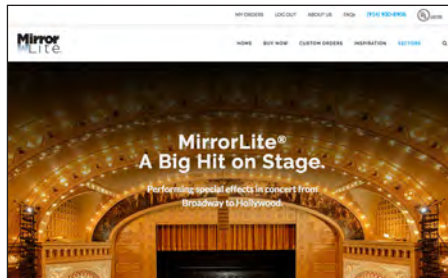 MY ORDERS LOG OUT ABOUT US FAQs
Mirror
Lite
HOME BUY NOW CUSTOM ORDERS INSPIRATION SECTORS
MirrorLite®
A Big Hit on Stage.
Performing special effects in concert from
Broadway to Hollywood.